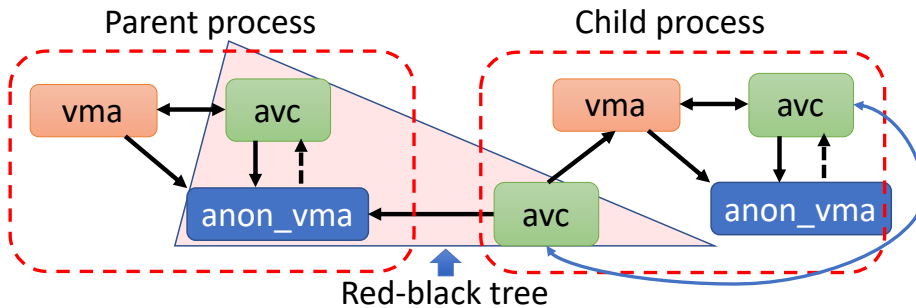 Parent process
Child process
vma
avc
vma
avc
anon_vma
avc
anon_vma
Red-black tree